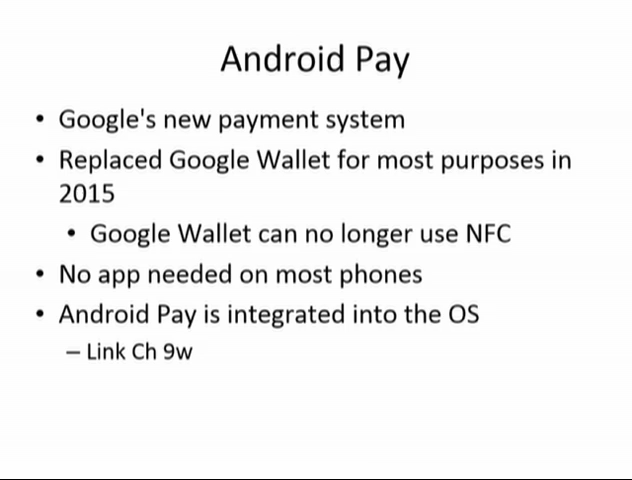 Android Pay
• Google's new payment system
• Replaced Google Wallet for most purposes in
2015
• Google Wallet can no longer use NFC
• No app needed on most phones
• Android Pay is integrated into the OS
– Link Ch 9w